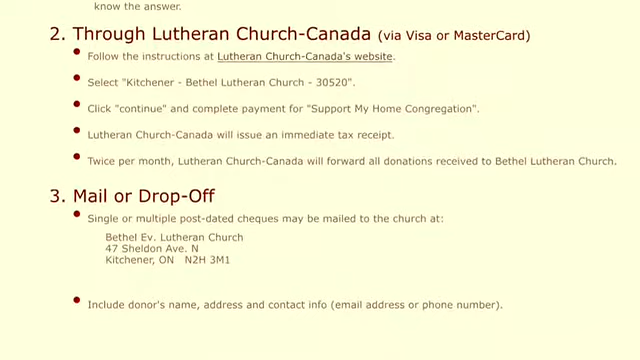 know the answer.
2. Through Lutheran Church-Canada (via Visa or MasterCard)
Follow the instructions at Lutheran Church-Canada's website.
Select "Kitchener - Bethel Lutheran Church - 30520".
Click "continue" and complete payment for "Support My Home Congregation".
Lutheran Church-Canada will issue an immediate tax receipt.
Twice per month, Lutheran Church-Canada will forward all donations received to Bethel Lutheran Church.
3. Mail or Drop-Off
Single or multiple post-dated cheques may be mailed to the church at:
Bethel Ev. Lutheran Church
47 Sheldon Ave. N
Kitchener, ON N2H 3M1
Include donor's name, address and contact info (email address or phone number).